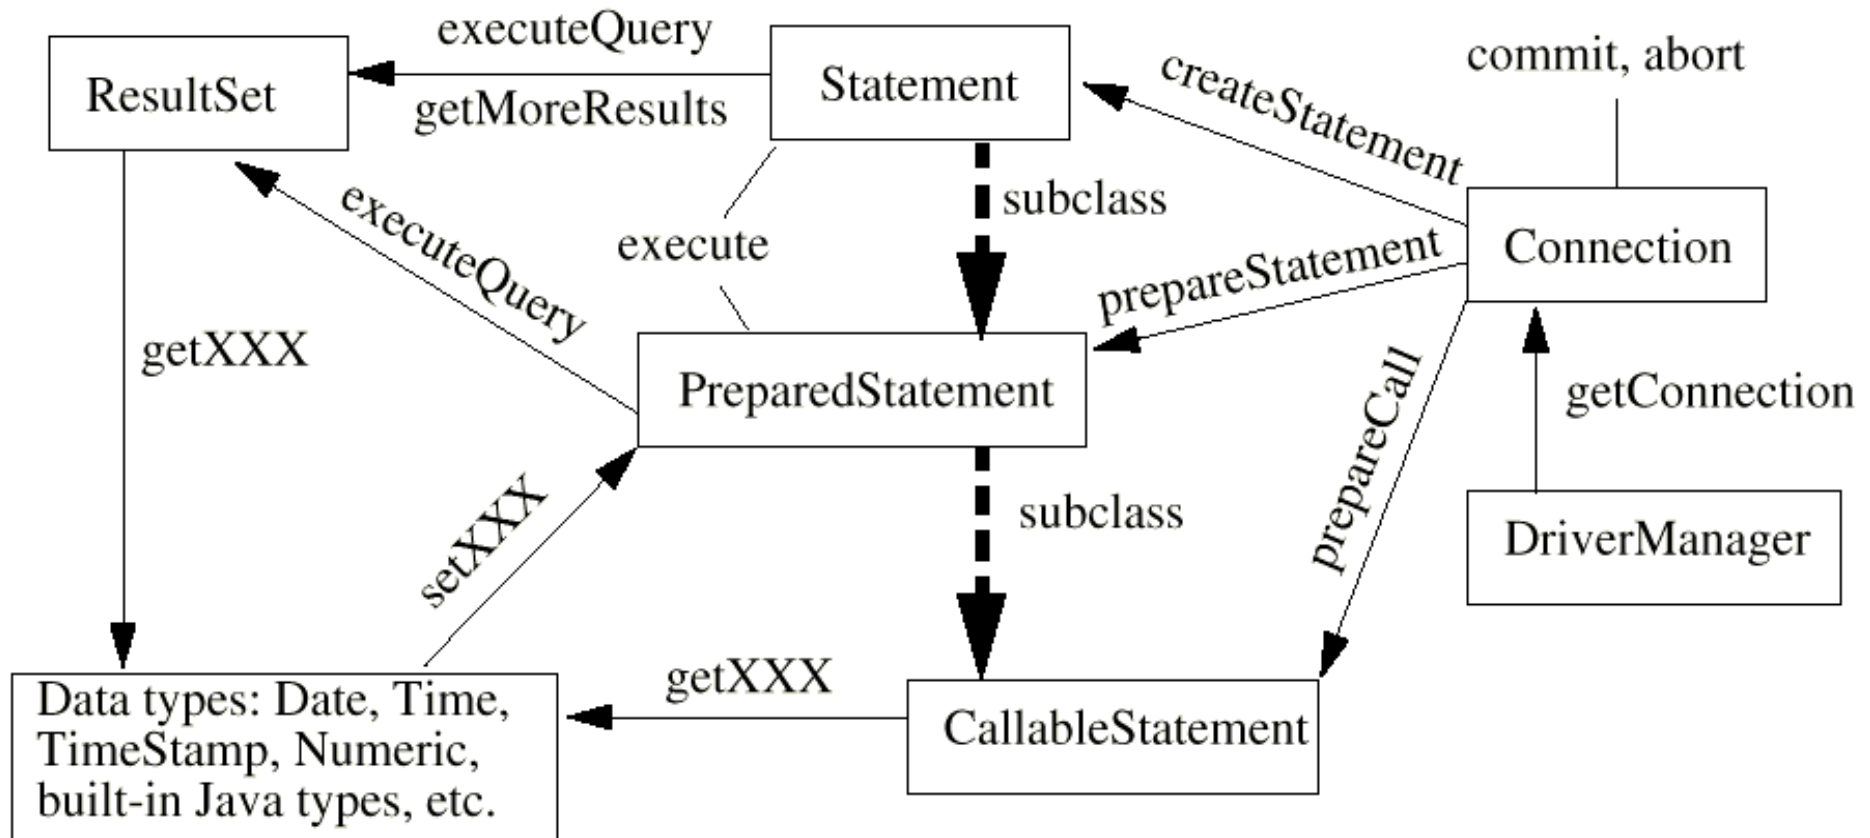 executeQuery
ResultSet
getMoreResults
Statement
createStatement
commit, abort
executeQuery
execute
subclass
prepareStatement
Connection
getXXX
PreparedStatement
prepareCall
getConnection
setXXX
subclass
DriverManager
getXXX
CallableStatement
Data types: Date, Time,
TimeStamp, Numeric,
built-in Java types, etc.